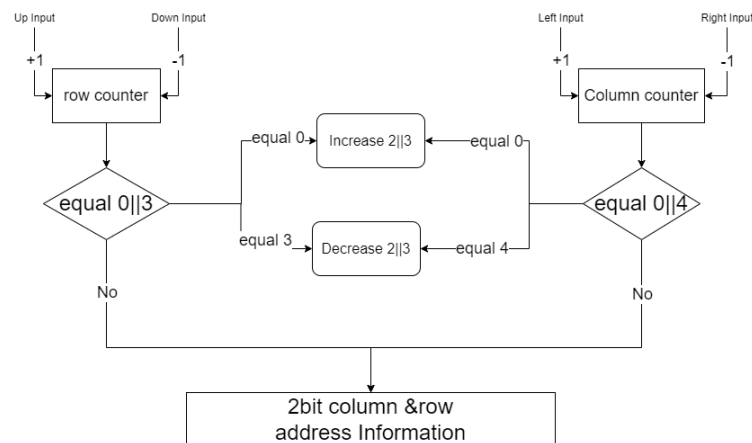 Up Input
Down Input
Left Input
Right Input
+1
-1
+1
-1
row counter
Column counter
equal 0
Increase 2||3
equal 0
equal 0||3
equal 0||4
equal 3
Decrease 2||3
equal 4
No
No
2bit column &row
address Information